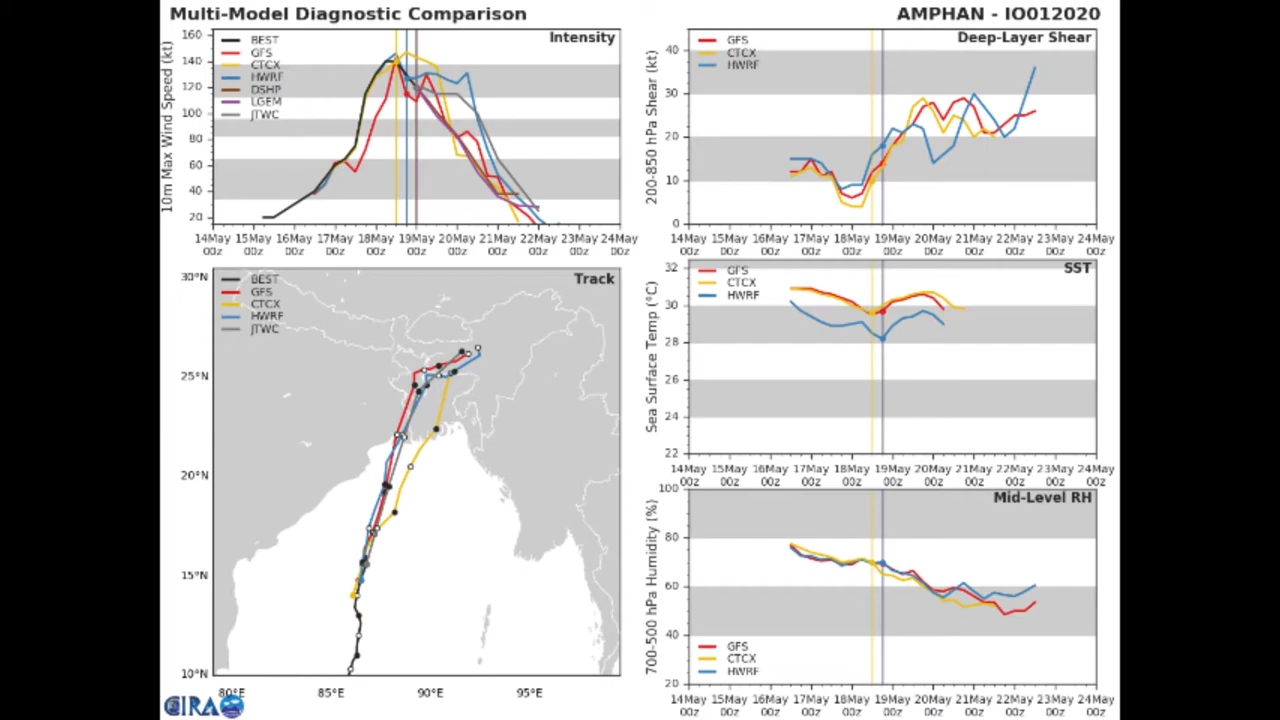 Multi-Model Diagnostic Comparison
AMPHAN - IO012020
Intensity
10m Max Wind Speed (kt)
160
140
120
100
80
60
40
20
BEST
GFS
CTCX
HWRF
DSHP
LGEM
JTWC
14May 15May 16May 17May 18May 19May 20May 21May 22May 23May 24May
00z 00z 00z 00z 00z 00z 00z 00z 00z 00z 00z
Track
BEST
GFS
CTCX
HWRF
JTWC
30°N
25°N
20°N
15°N
10°N
80°E 85°E 90°E 95°E
CIRA
Deep-Layer Shear
200-850 hPa Shear (kt)
40
30
20
10
0
GFS
CTCX
HWRF
14May 15May 16May 17May 18May 19May 20May 21May 22May 23May 24May
00z 00z 00z 00z 00z 00z 00z 00z 00z 00z 00z
SST
Sea Surface Temp (°C)
32
30
28
26
24
22
GFS
CTCX
HWRF
14May 15May 16May 17May 18May 19May 20May 21May 22May 23May 24May
00z 00z 00z 00z 00z 00z 00z 00z 00z 00z 00z
Mid-Level RH
700-500 hPa Humidity (%)
100
80
60
40
20
GFS
CTCX
HWRF
14May 15May 16May 17May 18May 19May 20May 21May 22May 23May 24May
00z 00z 00z 00z 00z 00z 00z 00z 00z 00z 00z